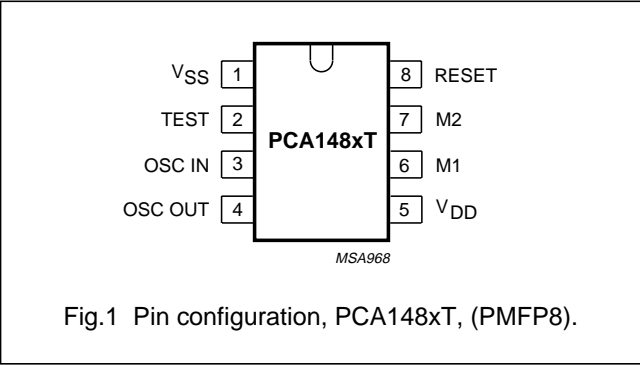 VSS 1
TEST 2
OSC IN 3
OSC OUT 4
PCA148xT
8 RESET
7 M2
6 M1
5 VDD
MSA968
Fig.1 Pin configuration, PCA148xT, (PMFP8).